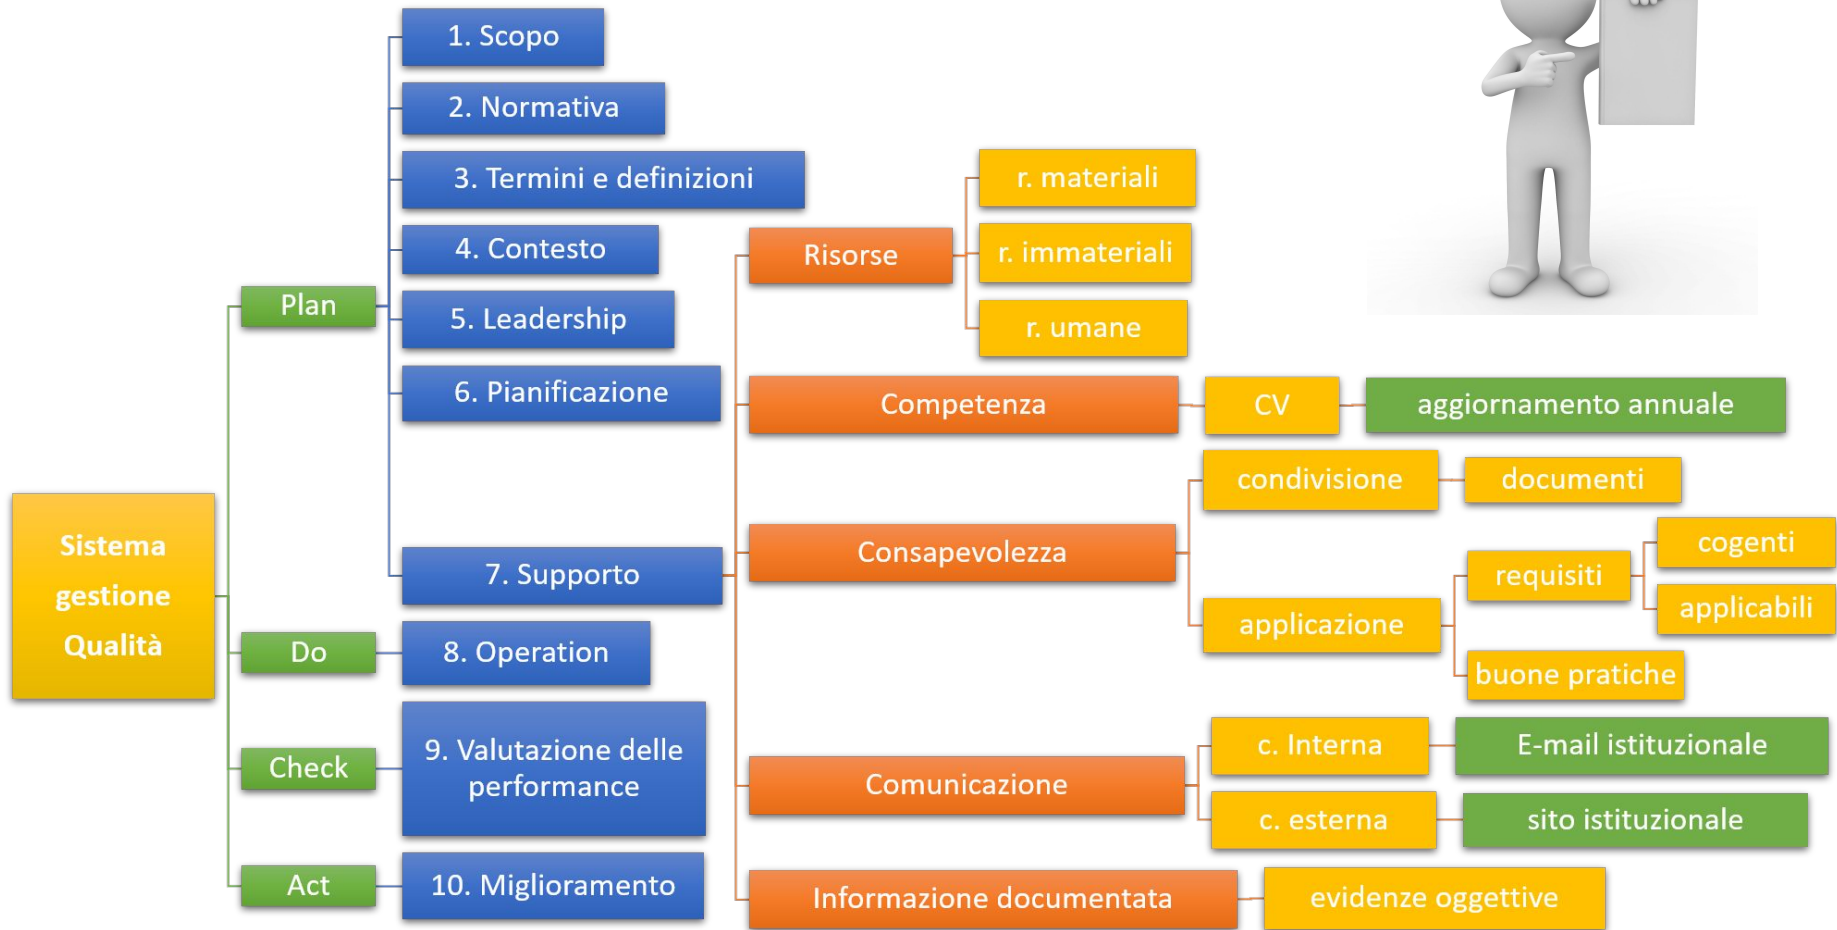 Sistema
gestione
Qualità
Plan
1. Scopo
2. Normativa
3. Termini e definizioni
4. Contesto
5. Leadership
6. Pianificazione
7. Supporto
Risorse
r. materiali
r. immateriali
r. umane
Competenza
CV
aggiornamento annuale
Consapevolezza
condivisione
documenti
applicazione
requisiti
cogenti
applicabili
buone pratiche
Comunicazione
c. Interna
E-mail istituzionale
c. esterna
sito istituzionale
Informazione documentata
evidenze oggettive
Do
8. Operation
Check
9. Valutazione delle
performance
Act
10. Miglioramento